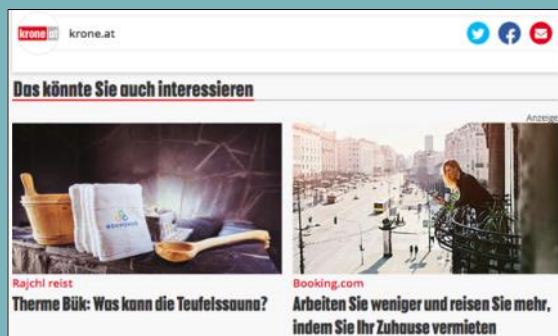 krone.at krone.at
Das könnte Sie auch interessieren
Anzeige
Rajchl reist
Therme Bük: Was kann die Teufelssauna?
Booking.com
Arbeiten Sie weniger und reisen Sie mehr,
indem Sie Ihr Zuhause vermieten